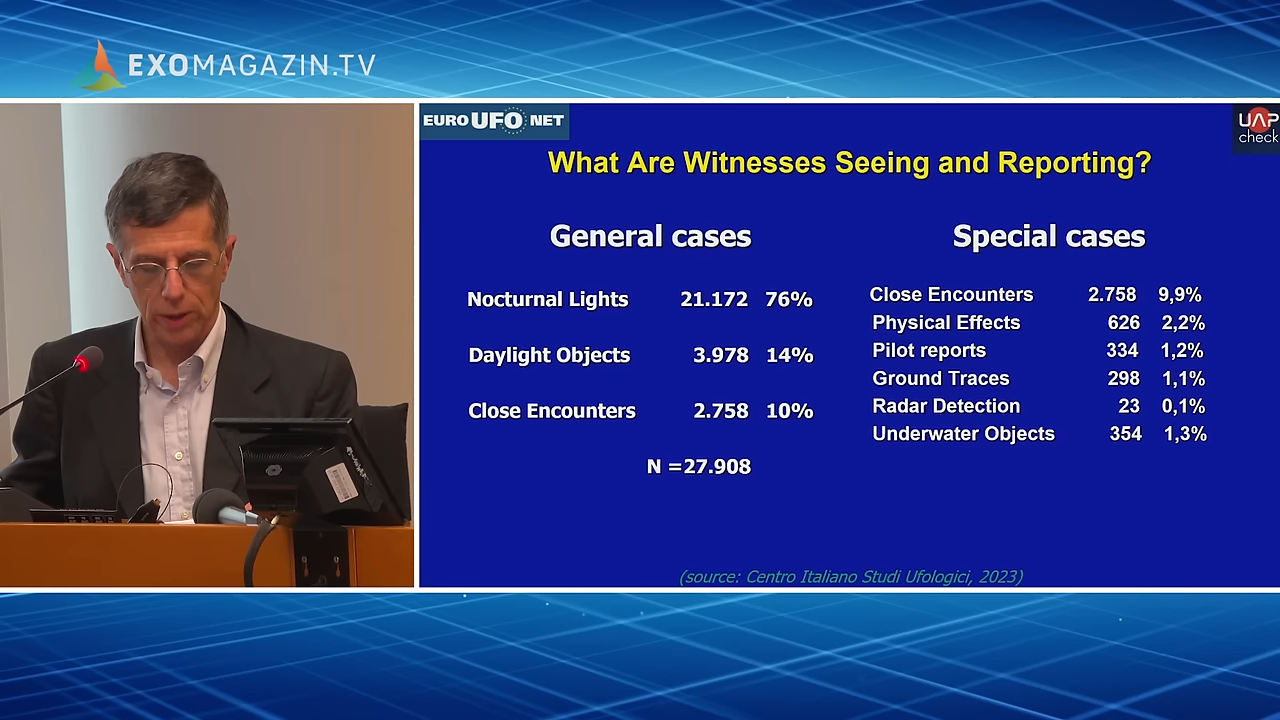 EXOMAGAZIN.TV
EURO UFO NET
UAP
check
What Are Witnesses Seeing and Reporting?
General cases
Nocturnal Lights 21.172 76%
Daylight Objects 3.978 14%
Close Encounters 2.758 10%
N =27.908
Special cases
Close Encounters 2.758 9,9%
Physical Effects 626 2,2%
Pilot reports 334 1,2%
Ground Traces 298 1,1%
Radar Detection 23 0,1%
Underwater Objects 354 1,3%
(source: Centro Italiano Studi Ufologici, 2023)